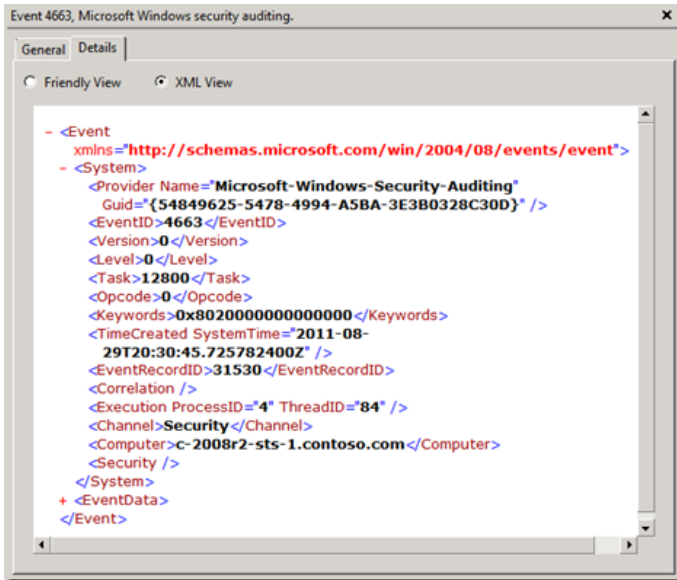 Event 4663, Microsoft Windows security auditing.
General Details
Friendly View XML View
- <Event
xmlns="http://schemas.microsoft.com/win/2004/08/events/event">
- <System>
<Provider Name="Microsoft-Windows-Security-Auditing"
Guid="{54849625-5478-4994-A5BA-3E3B0328C30D}" />
<EventID>4663</EventID>
<Version>0</Version>
<Level>0</Level>
<Task>12800</Task>
<Opcode>0</Opcode>
<Keywords>0x8020000000000000</Keywords>
<TimeCreated SystemTime="2011-08-
29T20:30:45.725782400Z" />
<EventRecordID>31530</EventRecordID>
<Correlation />
<Execution ProcessID="4" ThreadID="84" />
<Channel>Security</Channel>
<Computer>c-2008r2-sts-1.contoso.com</Computer>
<Security />
</System>
+ <EventData>
</Event>